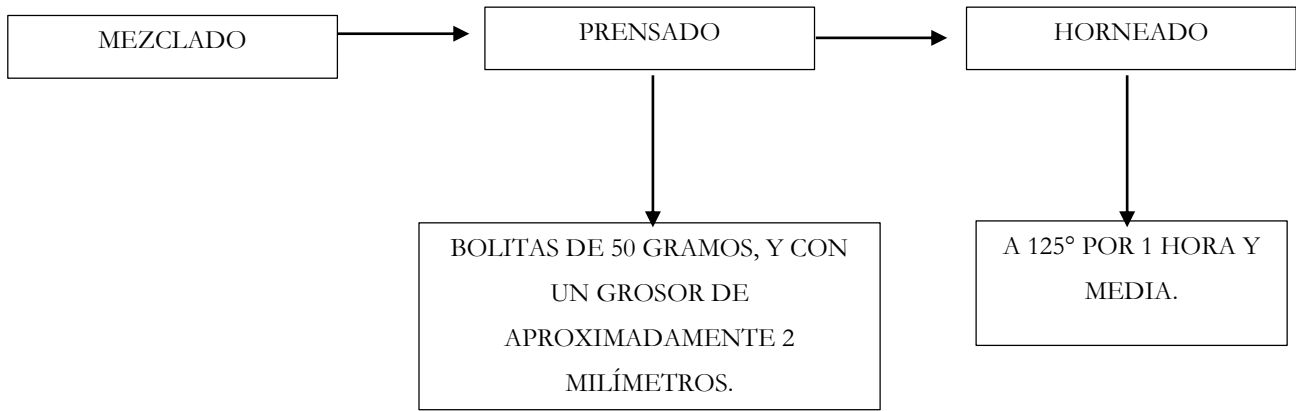 MEZCLADO
PRENSADO
HORNEADO
BOLITAS DE 50 GRAMOS, Y CON
UN GROSOR DE
APROXIMADAMENTE 2
MILÍMETROS.
A 125° POR 1 HORA Y
MEDIA.